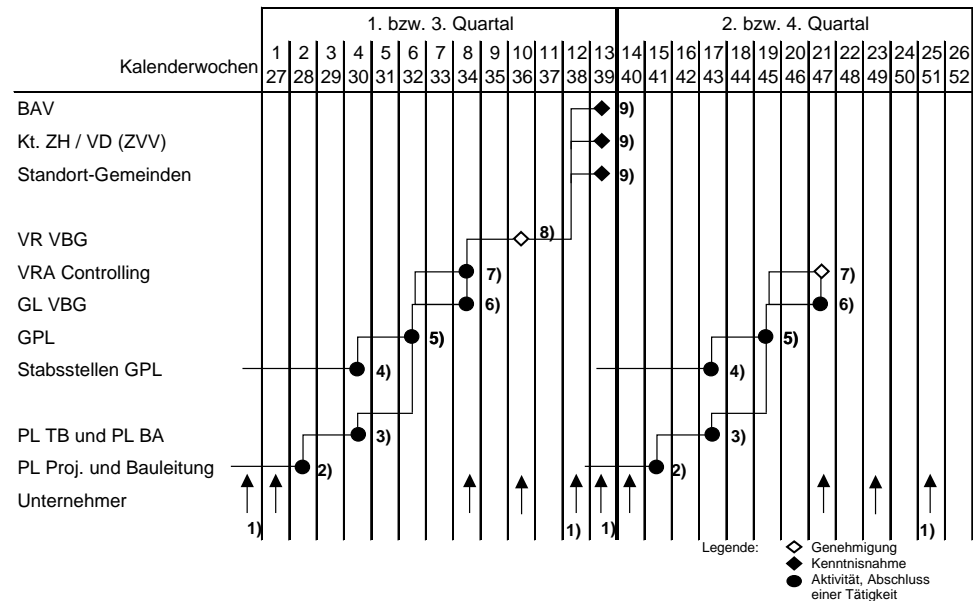 1. bzw. 3. Quartal 2. bzw. 4. Quartal
Kalenderwochen 1 2 3 4 5 6 7 8 9 10 11 12 13 14 15 16 17 18 19 20 21 22 23 24 25 26
27 28 29 30 31 32 33 34 35 36 37 38 39 40 41 42 43 44 45 46 47 48 49 50 51 52
BAV 9)
Kt. ZH / VD (ZVV) 9)
Standort-Gemeinden 9)
VR VBG 8)
VRA Controlling 7) 7)
GL VBG 6) 6)
GPL 5) 5)
Stabsstellen GPL 4) 4)
PL TB und PL BA 3) 3)
PL Proj. und Bauleitung 2) 2)
Unternehmer
1) 1) 1) 1)
Legende: Genehmigung
Kenntnisnahme
Aktivität, Abschluss
einer Tätigkeit